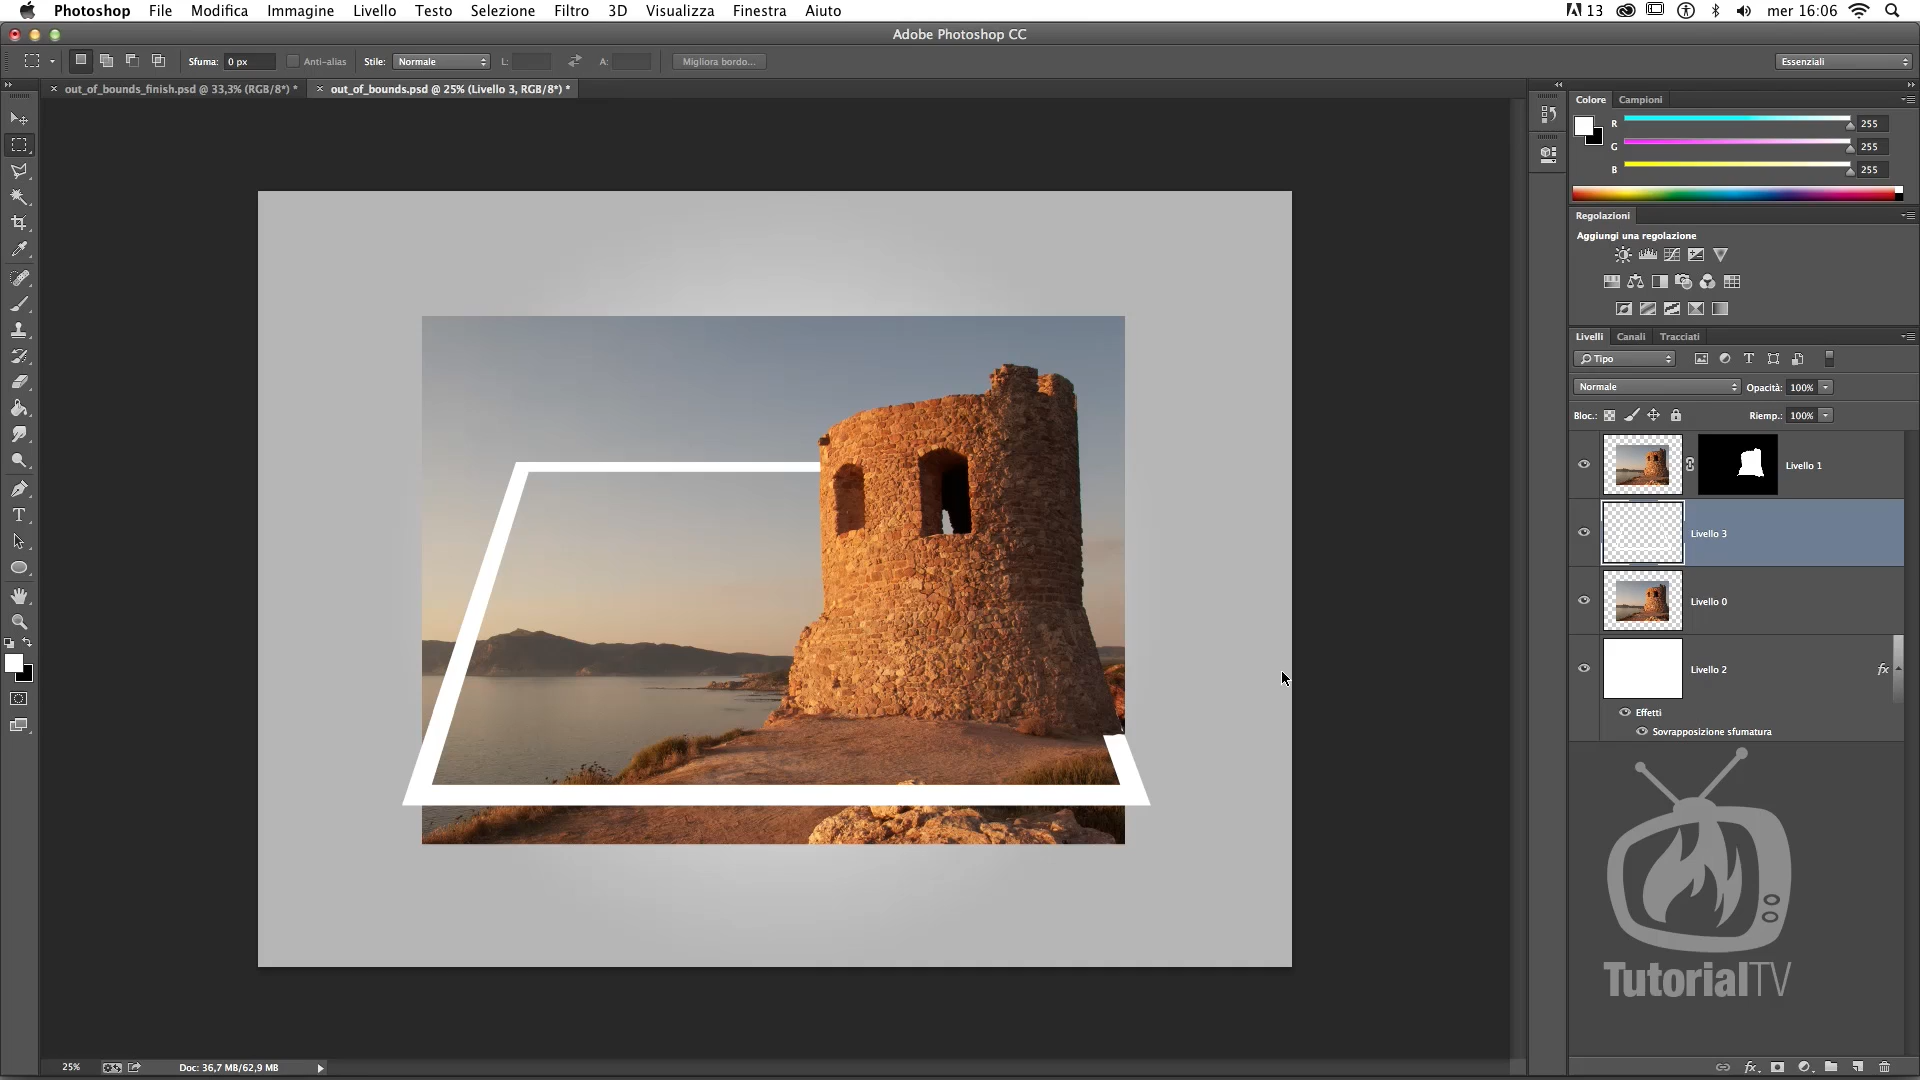 Photoshop File Modifica Immagine Livello Testo Selezione Filtro 3D Visualizza Finestra Aiuto 13 mer 16:06
Adobe Photoshop CC
Sfuma: 0 px Anti-alias Stile: Normale L: A: Migliora bordo... Essenziali
out_of_bounds_finish.psd @ 33,3% (RGB/8*) * out_of_bounds.psd @ 25% (Livello 3, RGB/8*) *
Colore Campioni
R 255
G 255
B 255
Regolazioni
Aggiungi una regolazione
Livelli Canali Tracciati
Tipo
Normale Opacità: 100%
Bloc.: Riemp.: 100%
Livello 1
Livello 3
Livello 0
Livello 2 fx
Effetti
Sovrapposizione sfumatura
TutorialTV
25% Doc: 36,7 MB/62,9 MB